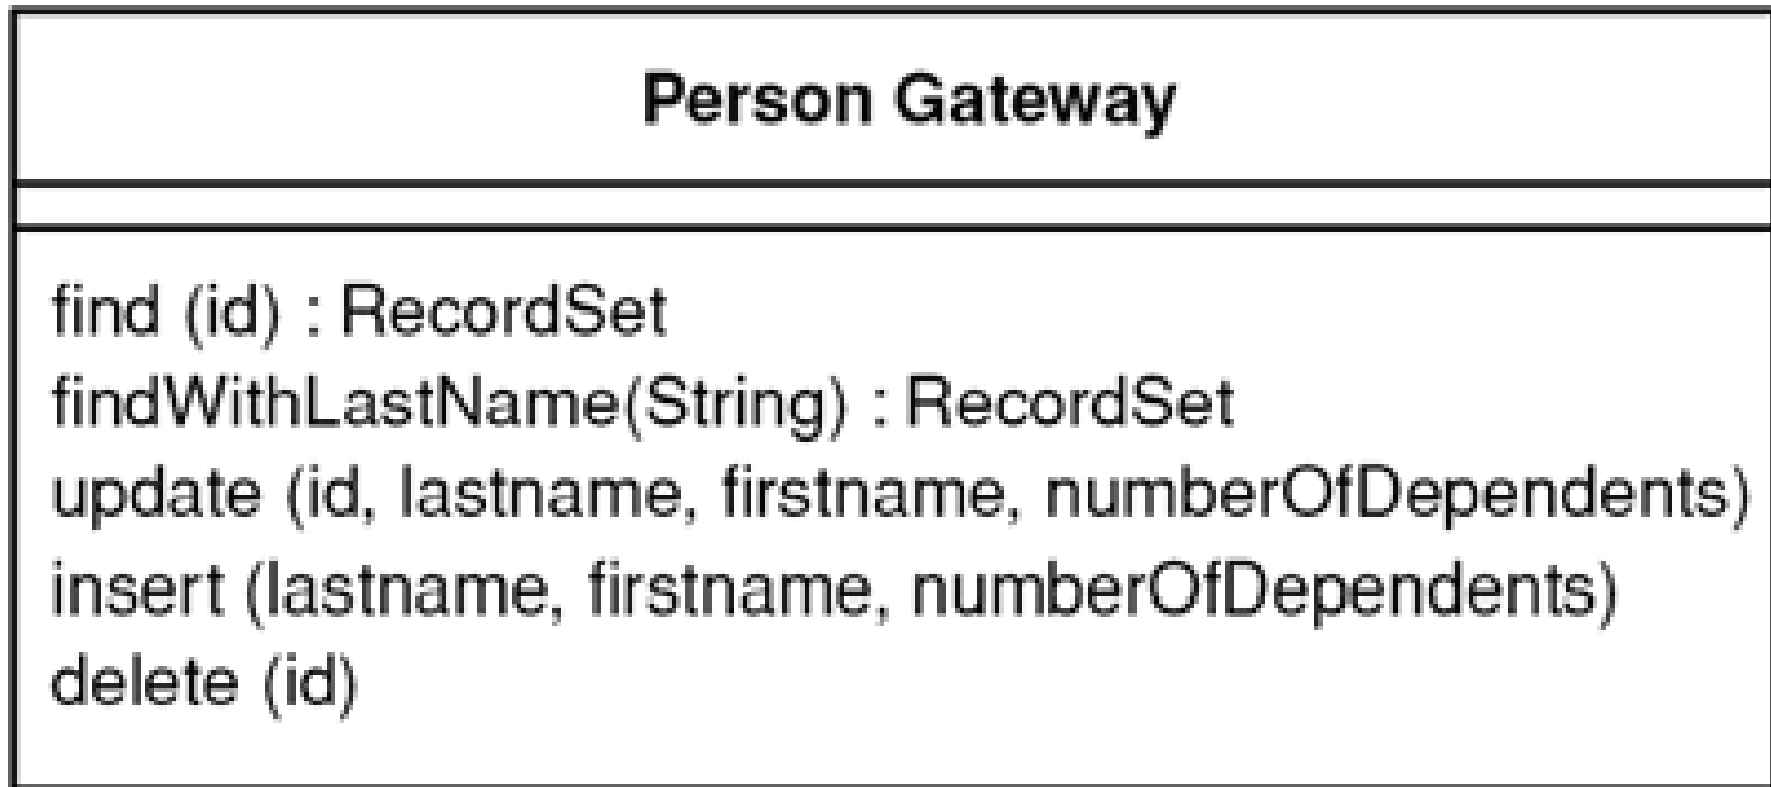 Person Gateway
find (id) : RecordSet
findWithLastName(String) : RecordSet
update (id, lastname, firstname, numberOfDependents)
insert (lastname, firstname, numberOfDependents)
delete (id)